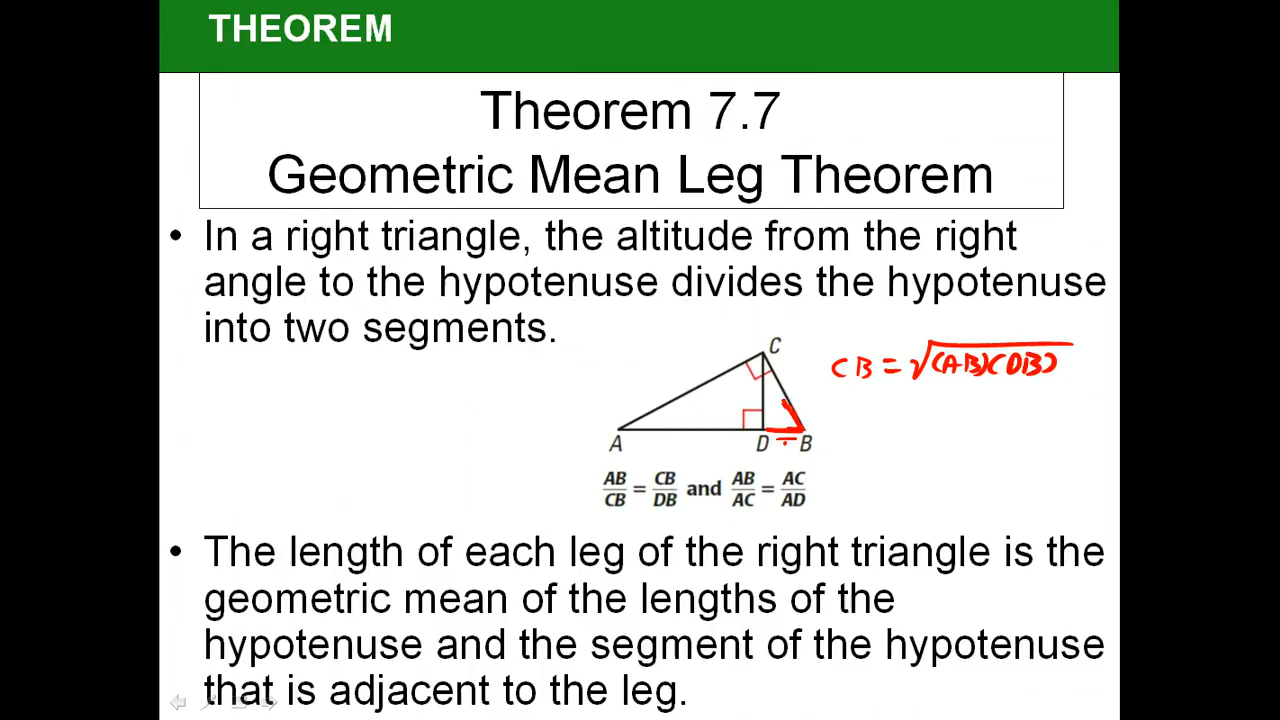 THEOREM
Theorem 7.7
Geometric Mean Leg Theorem
• In a right triangle, the altitude from the right
angle to the hypotenuse divides the hypotenuse
into two segments.
C
CB = √(AB)(DB)
A D B
AB/CB = CB/DB and AB/AC = AC/AD
• The length of each leg of the right triangle is the
geometric mean of the lengths of the
hypotenuse and the segment of the hypotenuse
that is adjacent to the leg.